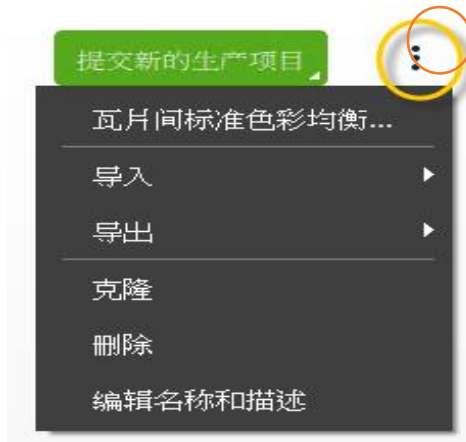 提交新的生产项目
瓦片间标准色彩均衡...
导入
导出
克隆
删除
编辑名称和描述